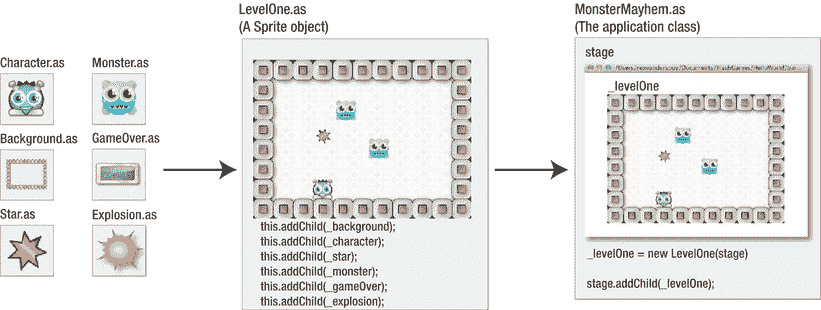 Character.as
Monster.as
Background.as
GameOver.as
Star.as
Explosion.as
LevelOne.as
(A Sprite object)
this.addChild(_background);
this.addChild(_character);
this.addChild(_star);
this.addChild(_monster);
this.addChild(_gameOver);
this.addChild(_explosion);
MonsterMayhem.as
(The application class)
stage
_levelOne
_levelOne = new LevelOne(stage)
stage.addChild(_levelOne);